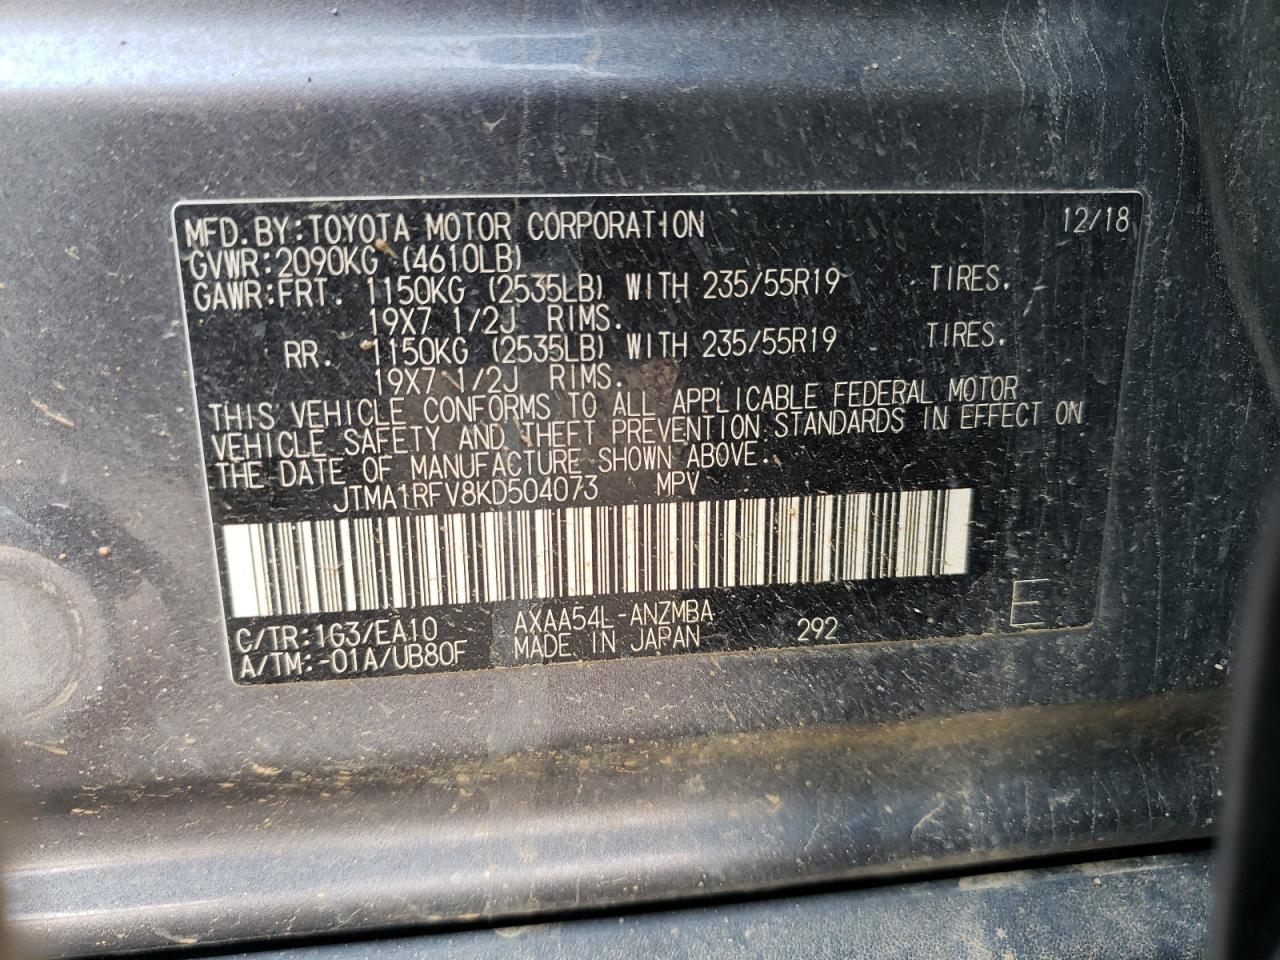 MFD.BY:TOYOTA MOTOR CORPORATION 12/18
GVWR:2090KG (4610LB)
GAWR:FRT. 1150KG (2535LB) WITH 235/55R19 TIRES.
19X7 1/2J RIMS.
RR. 1150KG (2535LB) WITH 235/55R19 TIRES.
19X7 1/2J RIMS.
THIS VEHICLE CONFORMS TO ALL APPLICABLE FEDERAL MOTOR
VEHICLE SAFETY AND THEFT PREVENTION STANDARDS IN EFFECT ON
THE DATE OF MANUFACTURE SHOWN ABOVE.
JTMA1RFV8KD504073 MPV
C/TR:1G3/EA10 AXAA54L-ANZMBA
A/TM:-01A/UB80F MADE IN JAPAN 292 E